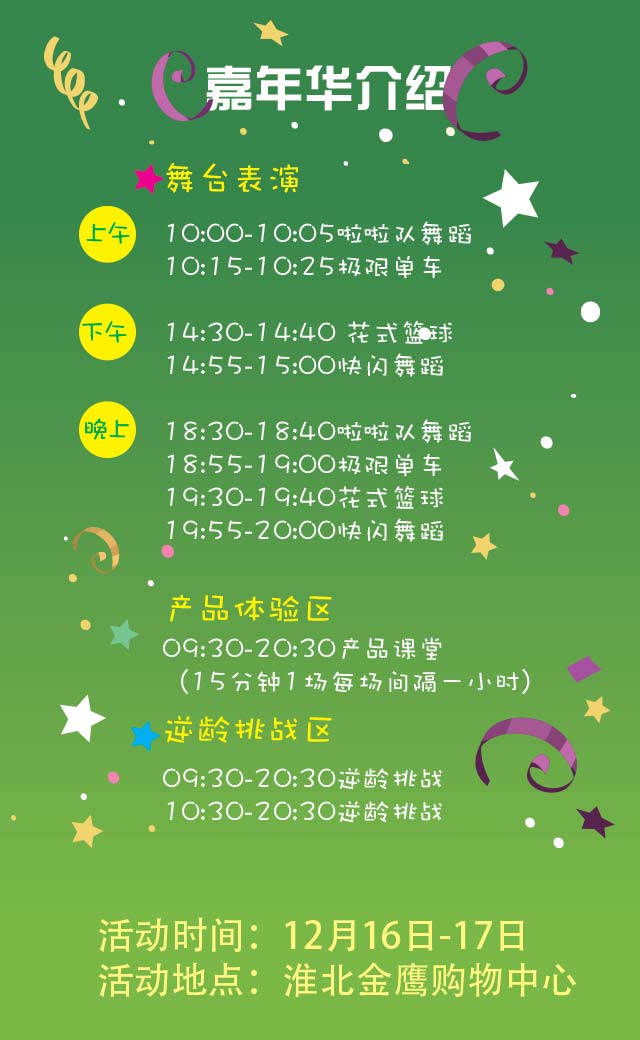 嘉年华介绍
舞台表演
上午
10:00-10:05啦啦队舞蹈
10:15-10:25极限单车
下午
14:30-14:40 花式篮球
14:55-15:00快闪舞蹈
晚上
18:30-18:40啦啦队舞蹈
18:55-19:00极限单车
19:30-19:40花式篮球
19:55-20:00快闪舞蹈
产品体验区
09:30-20:30产品课堂
（15分钟1场每场间隔一小时）
逆龄挑战区
09:30-20:30逆龄挑战
10:30-20:30逆龄挑战
活动时间：12月16日-17日
活动地点：淮北金鹰购物中心